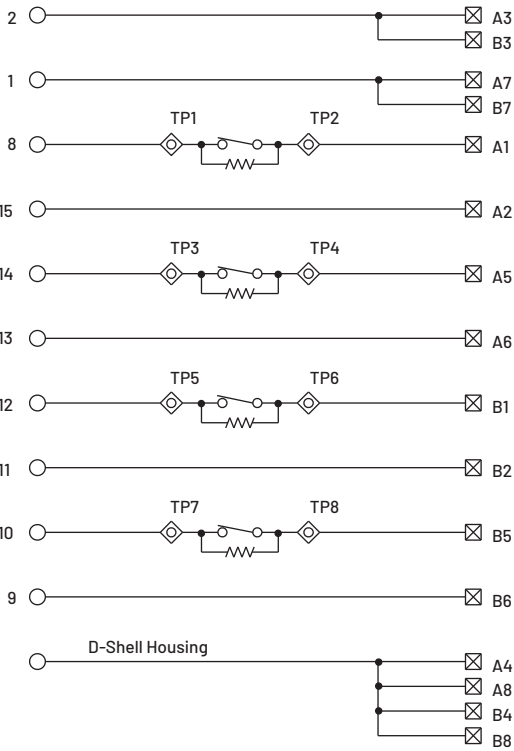 2 A3
B3
1 A7
B7
TP1 TP2
8 A1
15 A2
TP3 TP4
14 A5
13 A6
TP5 TP6
12 B1
11 B2
TP7 TP8
10 B5
9 B6
D-Shell Housing
A4
A8
B4
B8